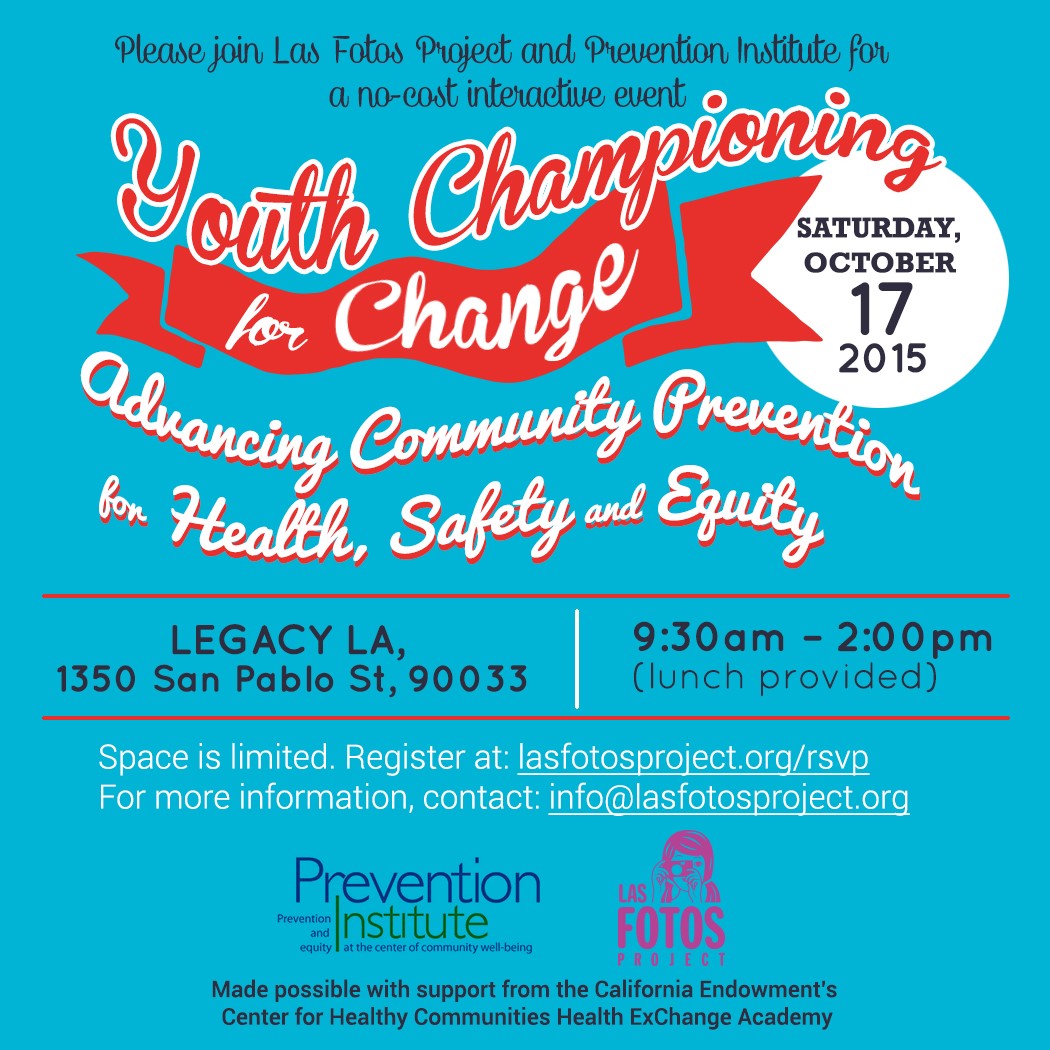 Please join Las Fotos Project and Prevention Institute for
a no-cost interactive event
Youth Championing
for Change
SATURDAY,
OCTOBER
17
2015
Advancing Community Prevention
for Health, Safety and Equity
LEGACY LA,
1350 San Pablo St, 90033
9:30am – 2:00pm
(lunch provided)
Space is limited. Register at: lasfotosproject.org/rsvp
For more information, contact: info@lasfotosproject.org
Prevention
Institute
Prevention
and
equity at the center of community well-being
LAS
FOTOS
PROJECT
Made possible with support from the California Endowment's
Center for Healthy Communities Health ExChange Academy